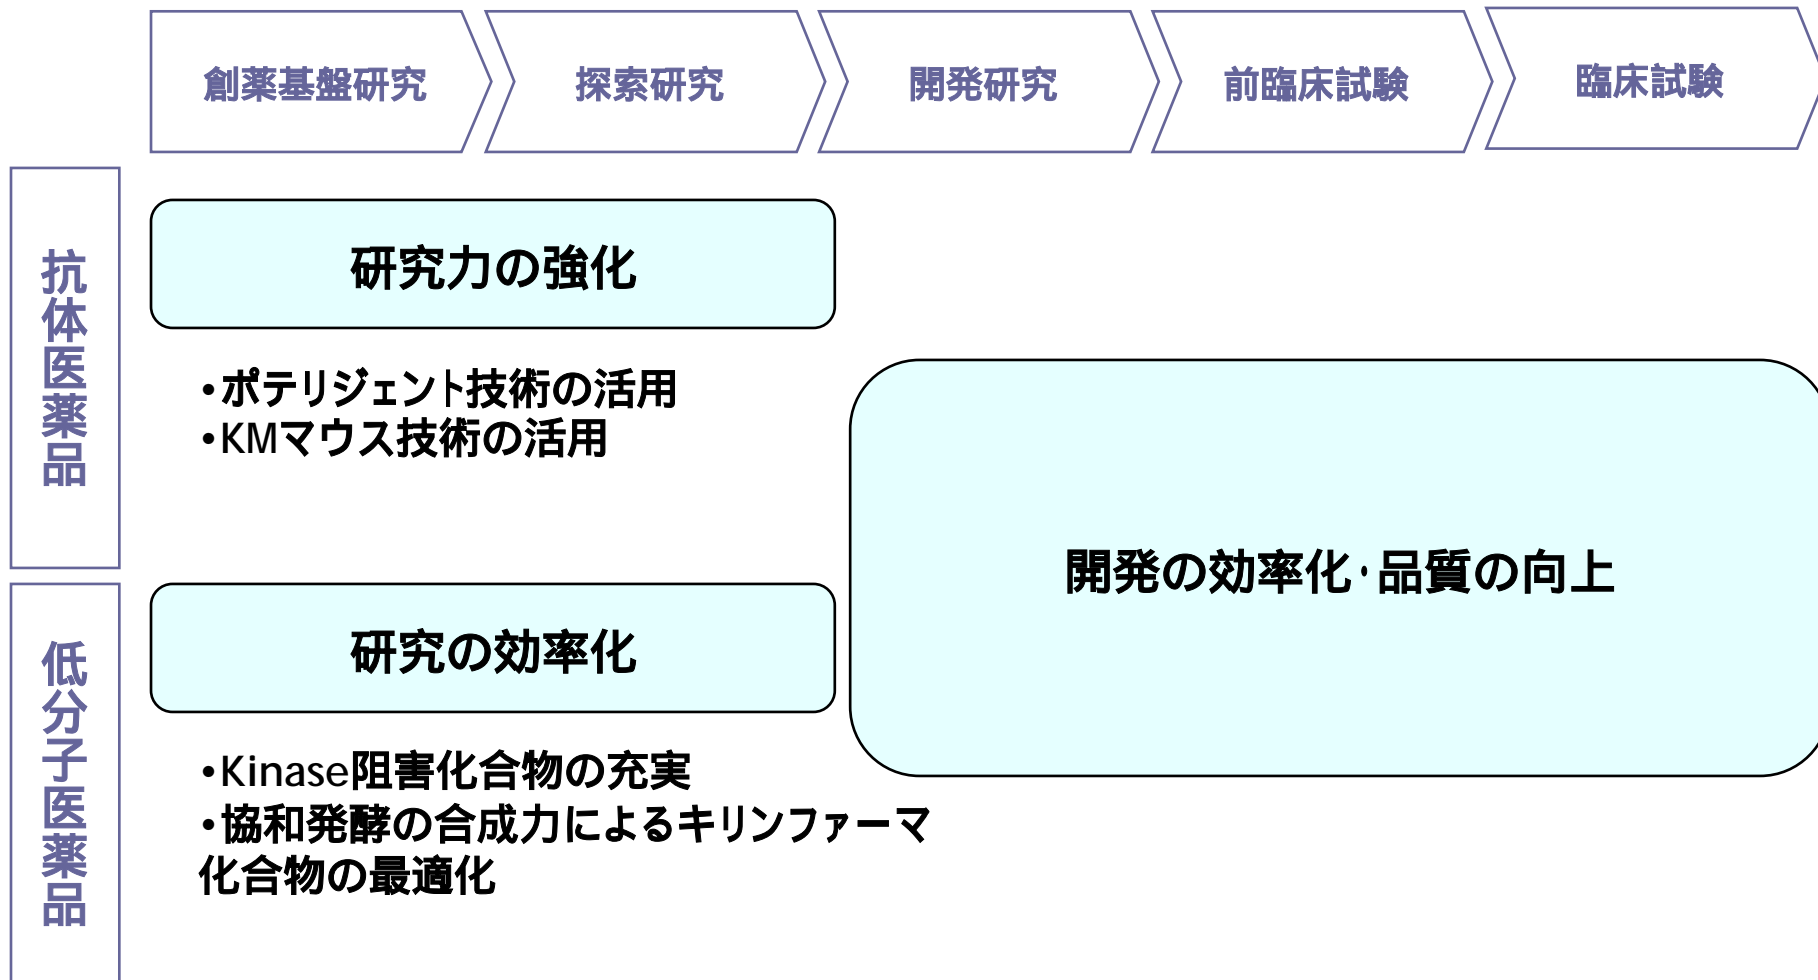 創薬基盤研究
探索研究
開発研究
前臨床試験
臨床試験
抗体医薬品
研究力の強化
・ポテリジェント技術の活用
・KMマウス技術の活用
開発の効率化・品質の向上
低分子医薬品
研究の効率化
・Kinase阻害化合物の充実
・協和発酵の合成力によるキリンファーマ
化合物の最適化